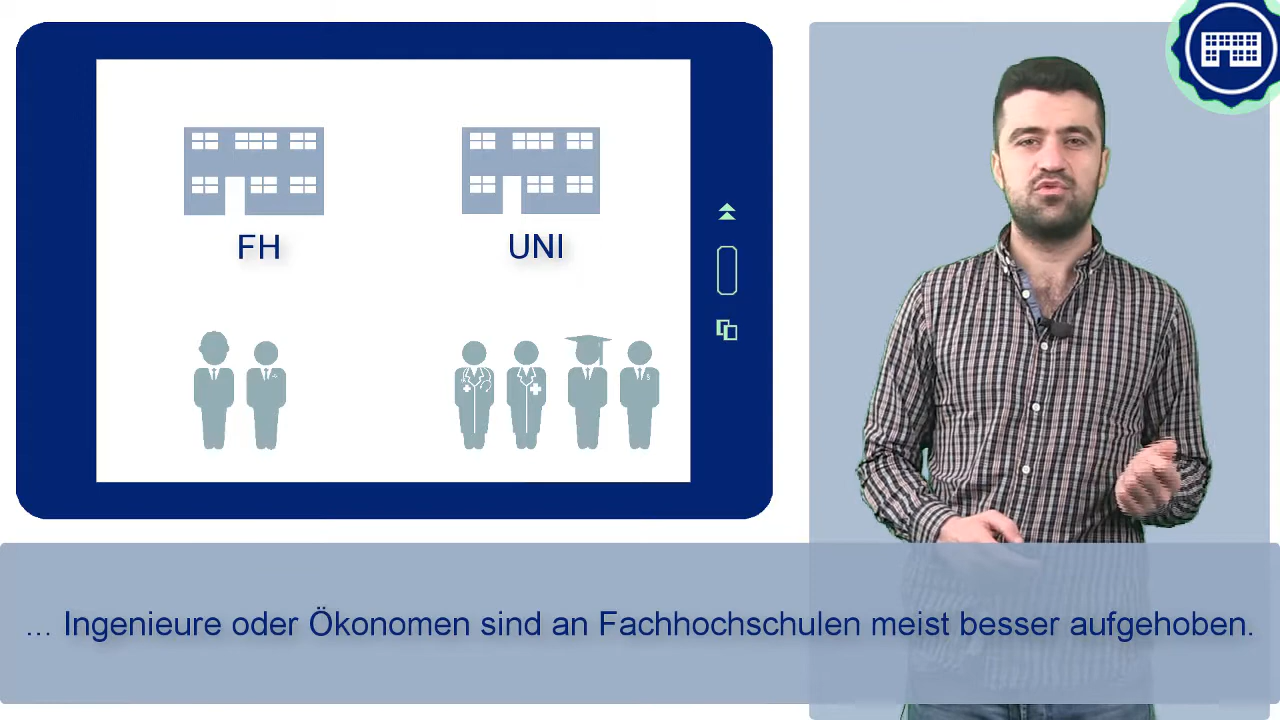 FH
UNI
... Ingenieure oder Ökonomen sind an Fachhochschulen meist besser aufgehoben.